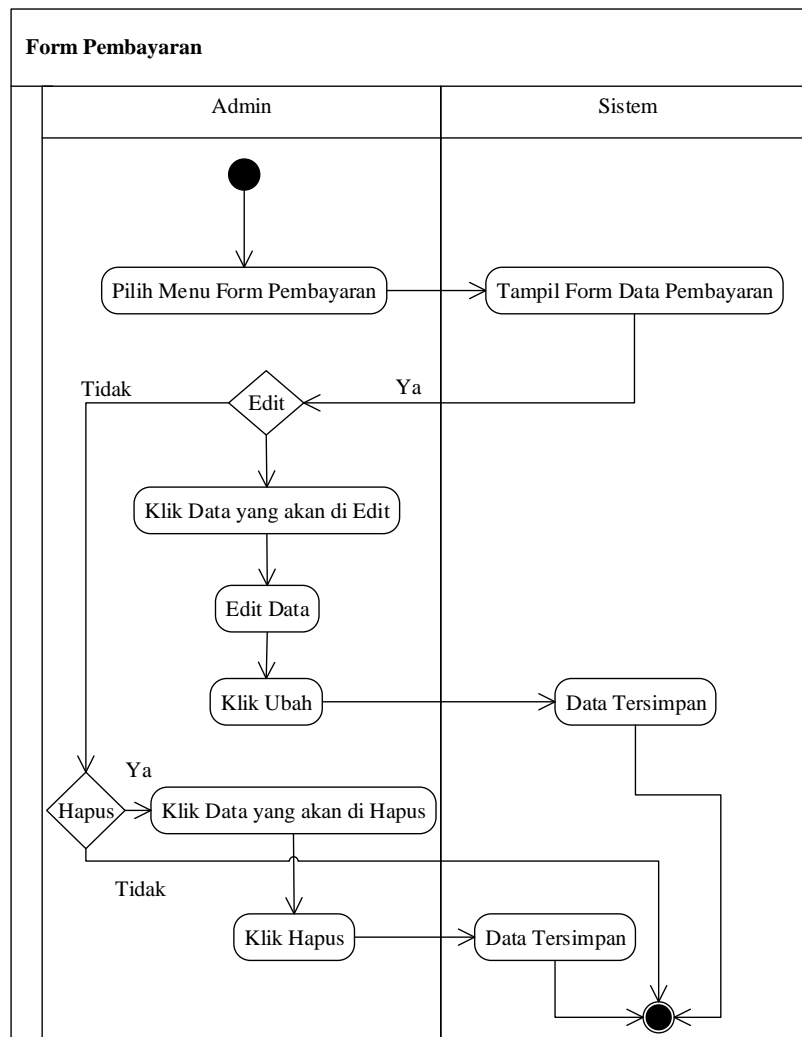 Form Pembayaran
Admin
Sistem
Pilih Menu Form Pembayaran
Tampil Form Data Pembayaran
Tidak
Edit
Ya
Klik Data yang akan di Edit
Edit Data
Klik Ubah
Data Tersimpan
Ya
Hapus
Klik Data yang akan di Hapus
Tidak
Klik Hapus
Data Tersimpan